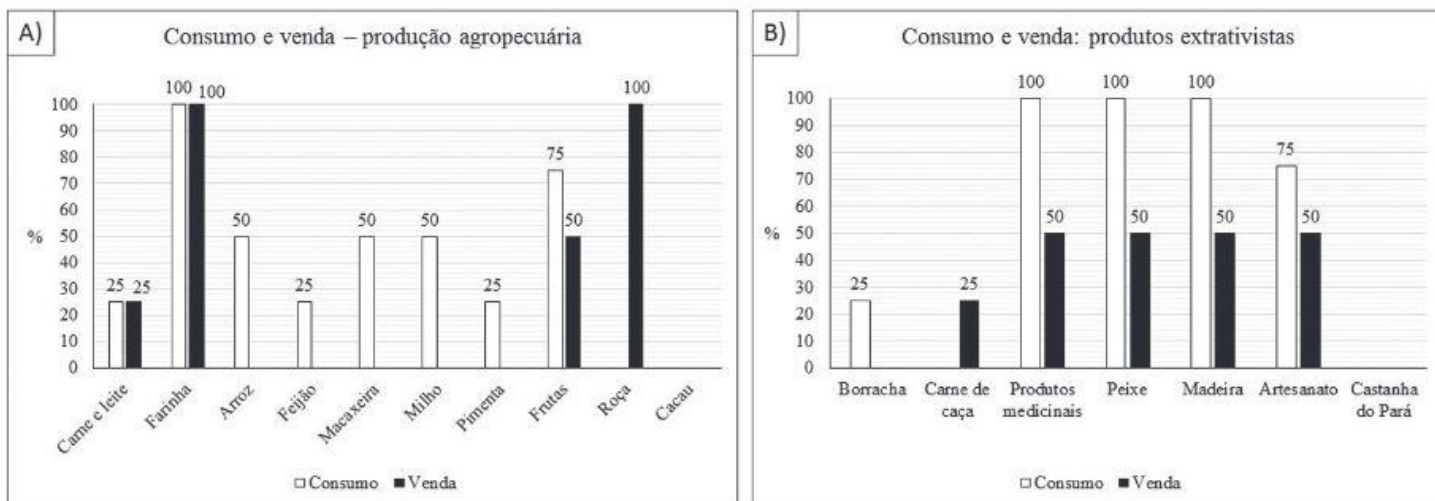 A)
Consumo e venda – produção agropecuária
100 100 100
100
90
80
75
70
60
50 50 50 50
50
%
40
30
25 25 25 25
20
10
0
Carne e leite Farinha Arroz Feijão Macaxeira Milho Pimenta Frutas Roça Cacau
Consumo Venda
B)
Consumo e venda: produtos extrativistas
100 100 100
100
90
80
75
70
60
50 50 50 50
50
%
40
30
25 25
20
10
0
Borracha Carne de Produtos Peixe Madeira Artesanato Castanha
caça medicinais do Pará
Consumo Venda